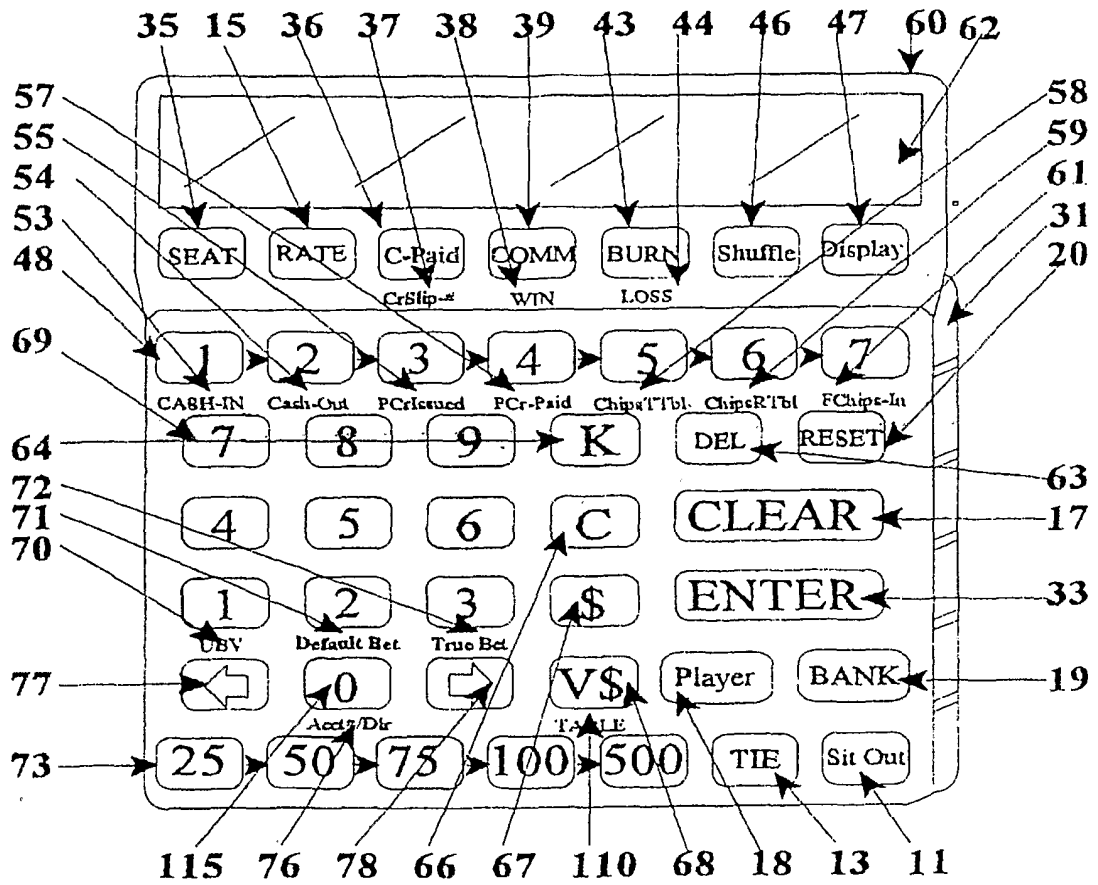 35 15 36 37 38 39 43 44 46 47 60 62
57
55
54
53
48
69
64
72
71
70
77
73
58
59
61
31
20
63
17
33
19
SEAT RATE C-Paid COMM BURN Shuffle Display
CrSlip-# WIN LOSS
1 2 3 4 5 6 7
CASH-IN Cash-Out PCrIssued PCr-Paid ChipsTTbl ChipsRTbl FChips-In
7 8 9 K DEL RESET
4 5 6 C CLEAR
1 2 3 $ ENTER
UBV Default Bet True Bet
0 V$ Player BANK
Acct#/Dlr TABLE
25 50 75 100 500 TIE Sit Out
115 76 78 66 67 110 68 18 13 11